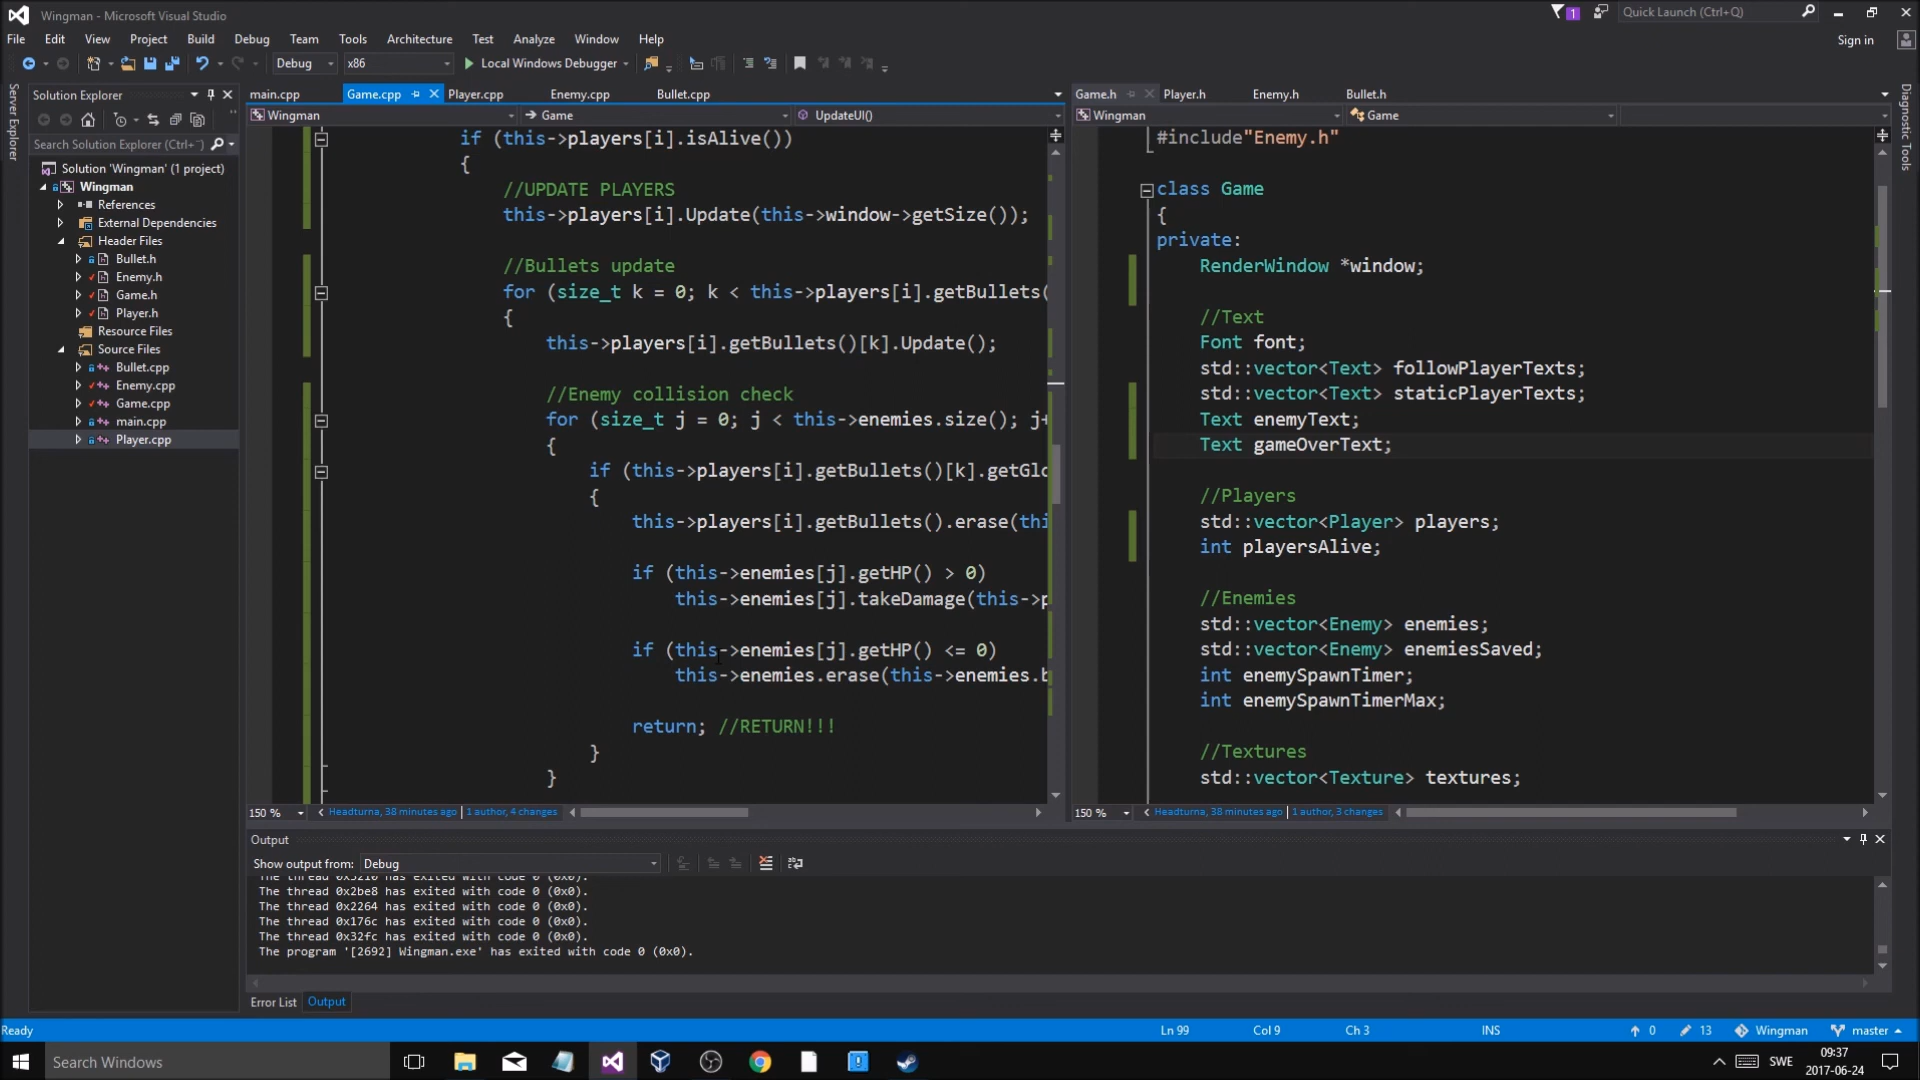 Wingman - Microsoft Visual Studio
1
Quick Launch (Ctrl+Q)
File Edit View Project Build Debug Team Tools Architecture Test Analyze Window Help
Sign in
Debug x86 Local Windows Debugger
Server Explorer
Solution Explorer
Search Solution Explorer (Ctrl+
Solution 'Wingman' (1 project)
Wingman
References
External Dependencies
Header Files
Bullet.h
Enemy.h
Game.h
Player.h
Resource Files
Source Files
Bullet.cpp
Enemy.cpp
Game.cpp
main.cpp
Player.cpp
main.cpp Game.cpp Player.cpp Enemy.cpp Bullet.cpp
Wingman Game UpdateUI()
if (this->players[i].isAlive())
{
//UPDATE PLAYERS
this->players[i].Update(this->window->getSize());
//Bullets update
for (size_t k = 0; k < this->players[i].getBullets(
{
this->players[i].getBullets()[k].Update();
//Enemy collision check
for (size_t j = 0; j < this->enemies.size(); j+
{
if (this->players[i].getBullets()[k].getGlo
{
this->players[i].getBullets().erase(thi
if (this->enemies[j].getHP() > 0)
this->enemies[j].takeDamage(this->p
if (this->enemies[j].getHP() <= 0)
this->enemies.erase(this->enemies.b
return; //RETURN!!!
}
}
150 % Headturna, 38 minutes ago | 1 author, 4 changes
Game.h Player.h Enemy.h Bullet.h
Wingman Game
#include"Enemy.h"
class Game
{
private:
RenderWindow *window;
//Text
Font font;
std::vector<Text> followPlayerTexts;
std::vector<Text> staticPlayerTexts;
Text enemyText;
Text gameOverText;
//Players
std::vector<Player> players;
int playersAlive;
//Enemies
std::vector<Enemy> enemies;
std::vector<Enemy> enemiesSaved;
int enemySpawnTimer;
int enemySpawnTimerMax;
//Textures
std::vector<Texture> textures;
150 % Headturna, 38 minutes ago | 1 author, 3 changes
Diagnostic Tools
Output
Show output from: Debug
The thread 0x3210 has exited with code 0 (0x0).
The thread 0x2be8 has exited with code 0 (0x0).
The thread 0x2264 has exited with code 0 (0x0).
The thread 0x176c has exited with code 0 (0x0).
The thread 0x32fc has exited with code 0 (0x0).
The program '[2692] Wingman.exe' has exited with code 0 (0x0).
Error List Output
Ready Ln 99 Col 9 Ch 3 INS 0 13 Wingman master
Search Windows
SWE
09:37
2017-06-24